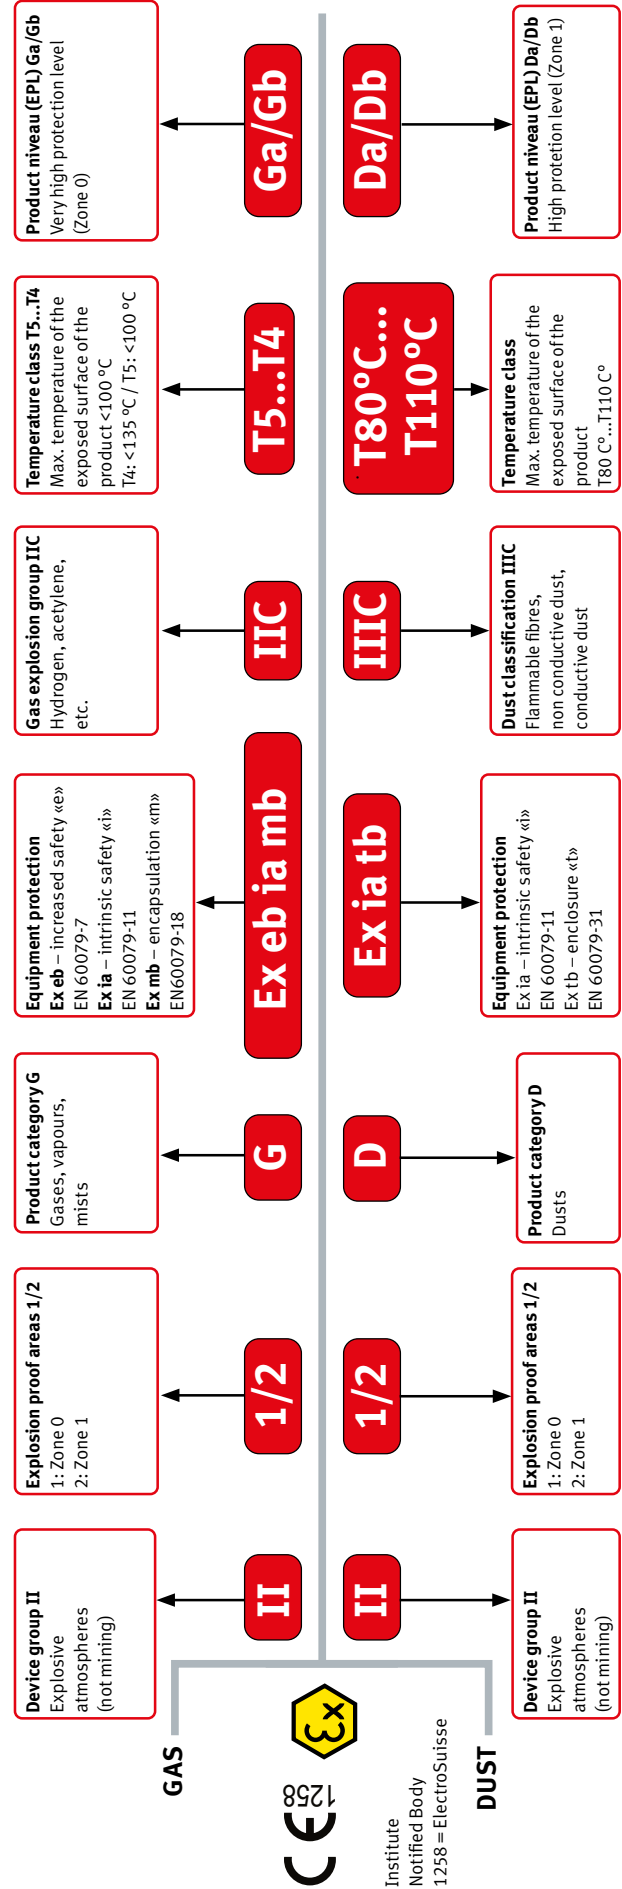 GAS
Device group II
Explosive
atmospheres
(not mining)
Explosion proof areas 1/2
1: Zone 0
2: Zone 1
Product category G
Gases, vapours,
mists
Equipment protection
Ex eb – increased safety «e»
EN 60079-7
Ex ia – intrinsic safety «i»
EN 60079-11
Ex mb – encapsulation «m»
EN60079-18
Gas explosion group IIC
Hydrogen, acetylene,
etc.
Temperature class T5...T4
Max. temperature of the
exposed surface of the
product <100 °C
T4: <135 °C / T5: <100 °C
Product niveau (EPL) Ga/Gb
Very high protection level
(Zone 0)
II
1/2
G
Ex eb ia mb
IIC
T5...T4
Ga/Gb
CE
1258
εx
Institute
Notified Body
1258 = ElectroSuisse
II
1/2
D
Ex ia tb
IIIC
T80°C...
T110°C
Da/Db
DUST
Device group II
Explosive
atmospheres
(not mining)
Explosion proof areas 1/2
1: Zone 0
2: Zone 1
Product category D
Dusts
Equipment protection
Ex ia – intrinsic safety «i»
EN 60079-11
Ex tb – enclosure «t»
EN 60079-31
Dust classification IIIC
Flammable fibres,
non conductive dust,
conductive dust
Temperature class
Max. temperature of the
exposed surface of the
product
T80 C°...T110 C°
Product niveau (EPL) Da/Db
High protetion level (Zone 1)